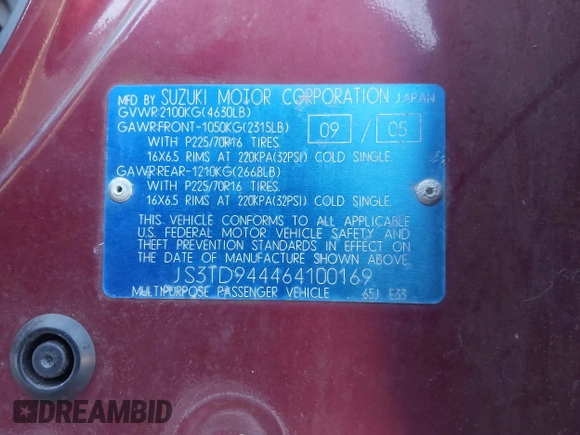 MFD BY SUZUKI MOTOR CORPORATION JAPAN
GVWR:2100KG(4630LB)
GAWR:FRONT-1050KG(2315LB) 09 / 05
WITH P225/70R16 TIRES.
16X6.5 RIMS AT 220KPA(32PSI) COLD SINGLE.
GAWR:REAR-1210KG(2668LB)
WITH P225/70R16 TIRES.
16X6.5 RIMS AT 220KPA(32PSI) COLD SINGLE.
THIS VEHICLE CONFORMS TO ALL APPLICABLE
U.S. FEDERAL MOTOR VEHICLE SAFETY AND
THEFT PREVENTION STANDARDS IN EFFECT ON
THE DATE OF MANUFACTURE SHOWN ABOVE.
JS3TD944464100169
MULTIPURPOSE PASSENGER VEHICLE 65J E33
DREAMBID